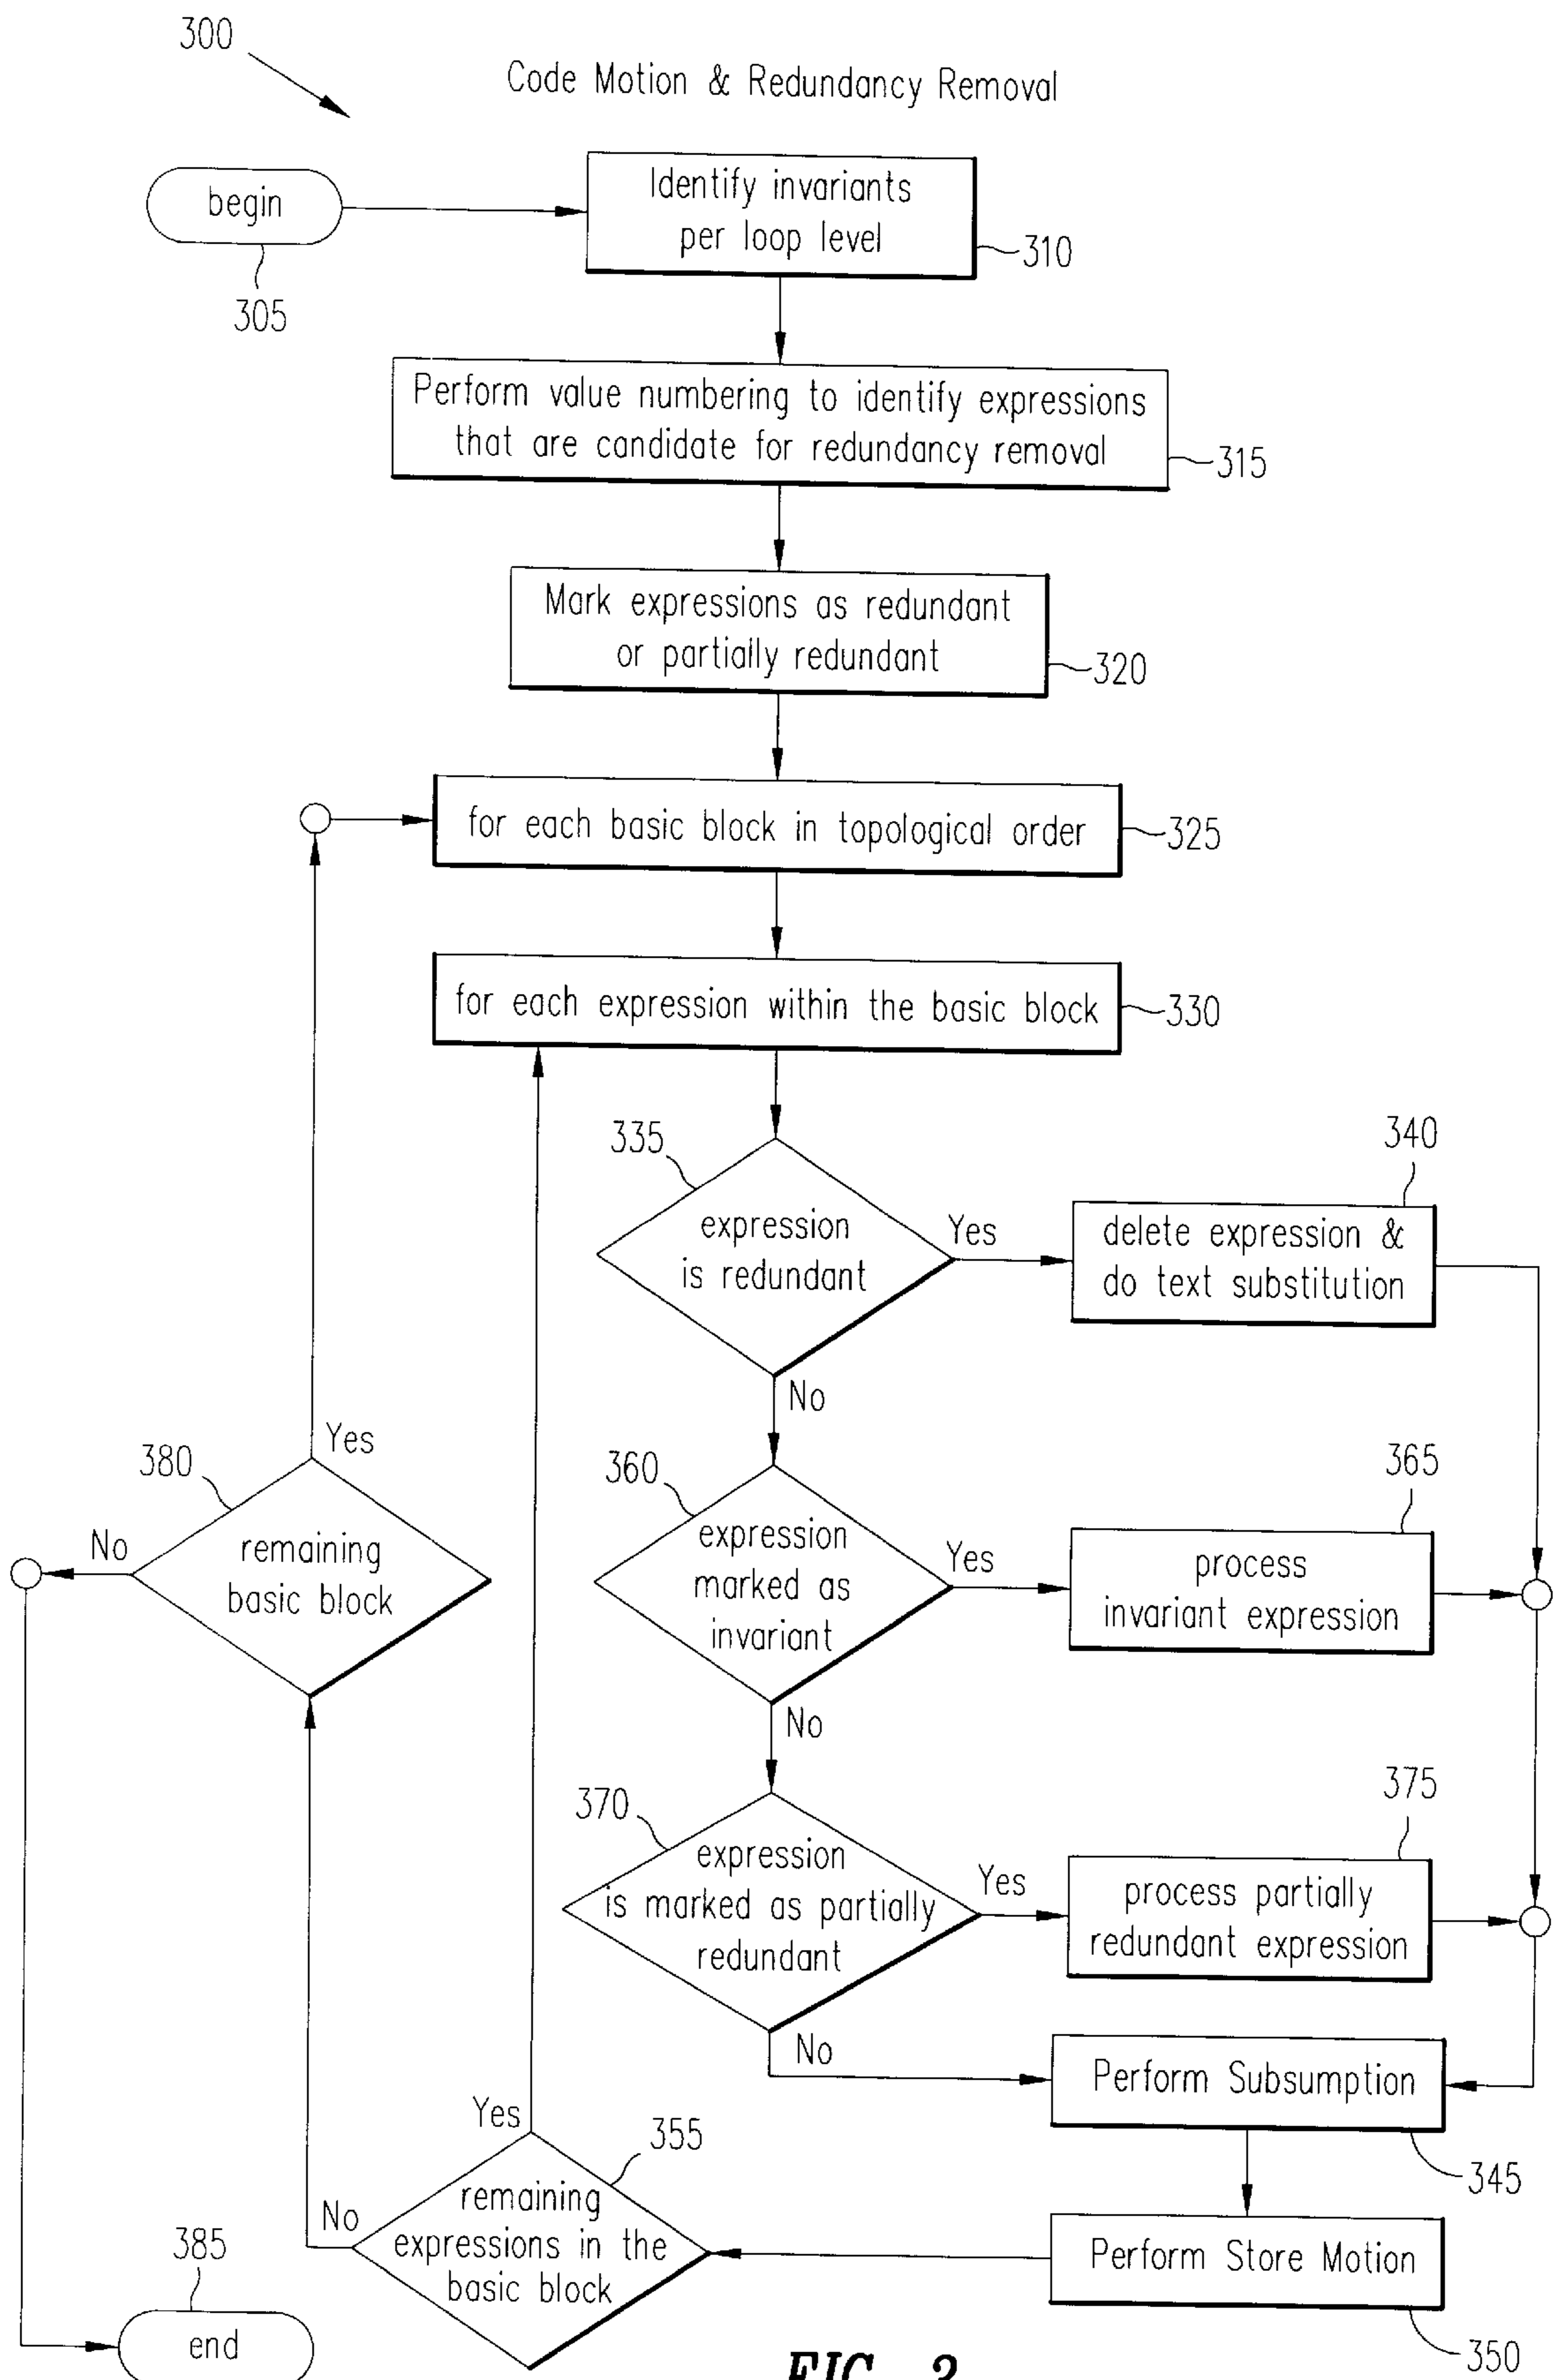 300
Code Motion & Redundancy Removal
begin
305
Identify invariants
per loop level
310
Perform value numbering to identify expressions
that are candidate for redundancy removal
315
Mark expressions as redundant
or partially redundant
320
for each basic block in topological order
325
for each expression within the basic block
330
335
expression
is redundant
Yes
No
340
delete expression &
do text substitution
360
expression
marked as
invariant
Yes
No
365
process
invariant expression
370
expression
is marked as partially
redundant
Yes
No
375
process partially
redundant expression
Perform Subsumption
345
Perform Store Motion
350
355
remaining
expressions in the
basic block
Yes
No
380
remaining
basic block
Yes
No
385
end